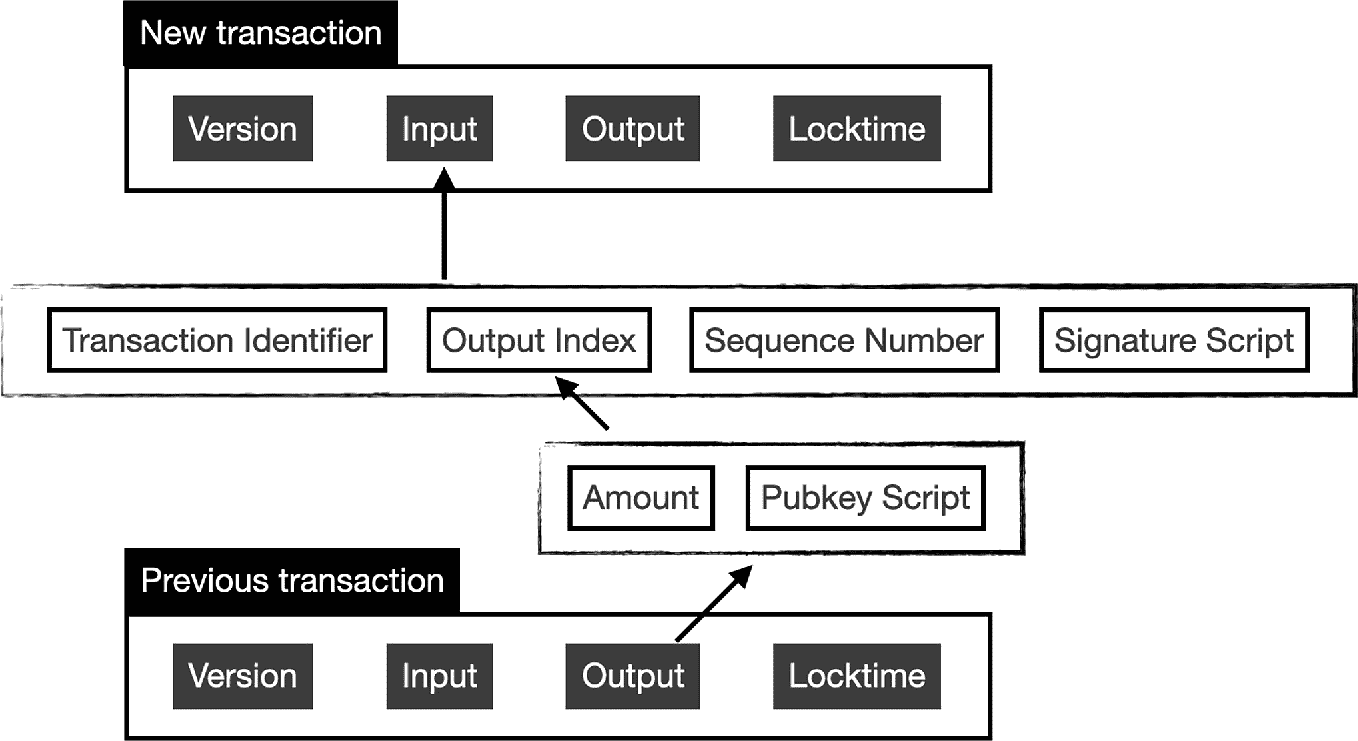 New transaction
Version Input Output Locktime
Transaction Identifier Output Index Sequence Number Signature Script
Amount Pubkey Script
Previous transaction
Version Input Output Locktime